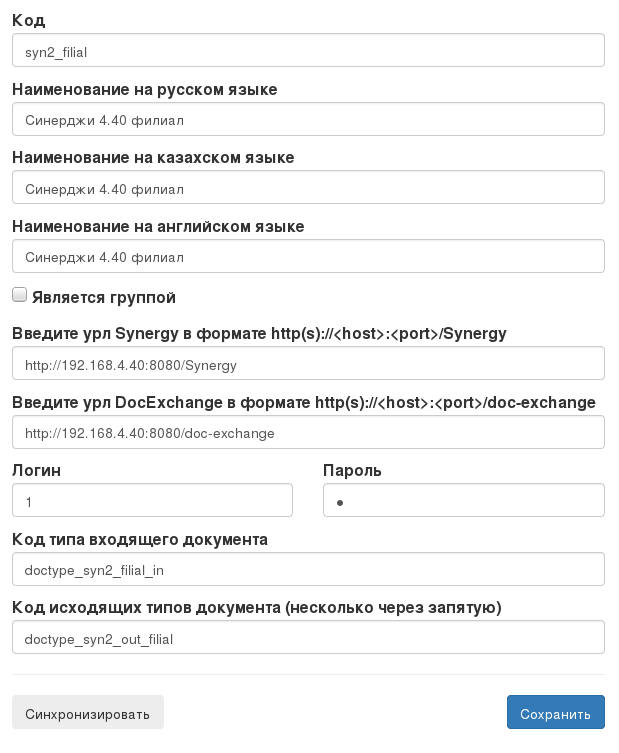 Код
syn2_filial
Наименование на русском языке
Синерджи 4.40 филиал
Наименование на казахском языке
Синерджи 4.40 филиал
Наименование на английском языке
Синерджи 4.40 филиал
Является группой
Введите урл Synergy в формате http(s)://<host>:<port>/Synergy
http://192.168.4.40:8080/Synergy
Введите урл DocExchange в формате http(s)://<host>:<port>/doc-exchange
http://192.168.4.40:8080/doc-exchange
Логин Пароль
1 •
Код типа входящего документа
doctype_syn2_filial_in
Код исходящих типов документа (несколько через запятую)
doctype_syn2_out_filial
Синхронизировать Сохранить